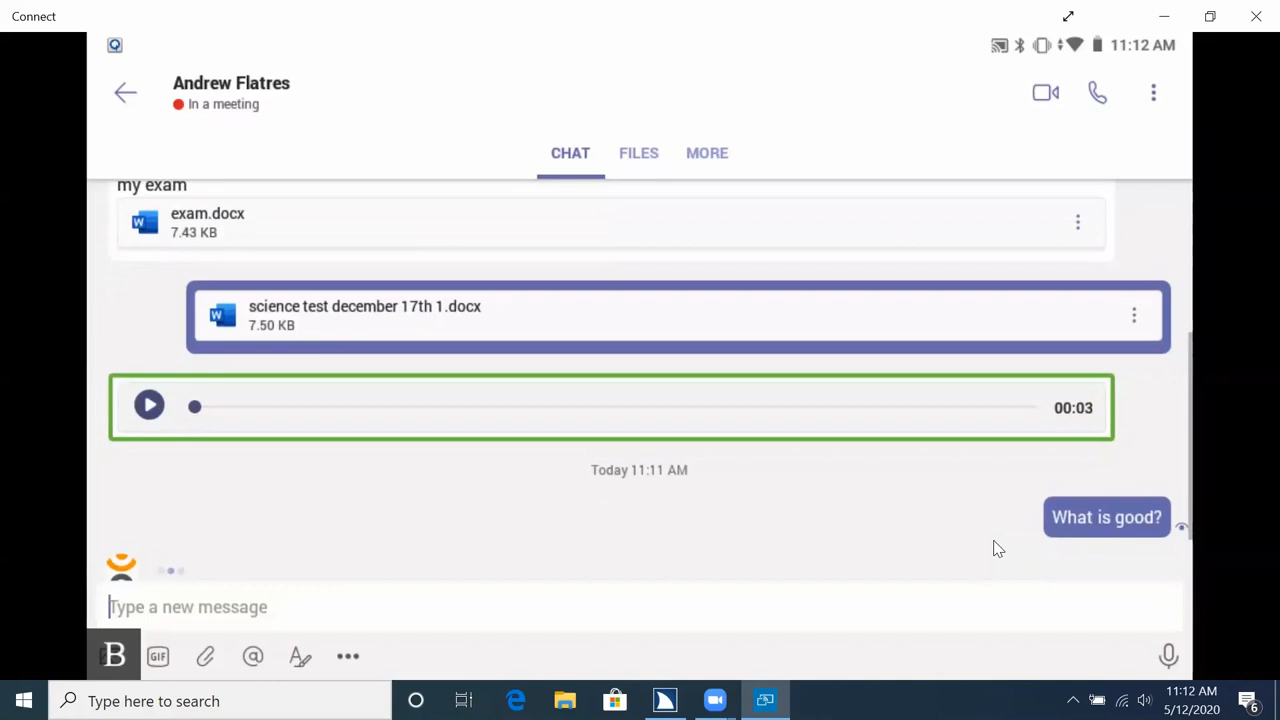 Connect
11:12 AM
Andrew Flatres
In a meeting
CHAT FILES MORE
my exam
W exam.docx
7.43 KB
W science test december 17th 1.docx
7.50 KB
00:03
Today 11:11 AM
What is good?
Type a new message
B GIF @ A
Type here to search
11:12 AM
5/12/2020
6